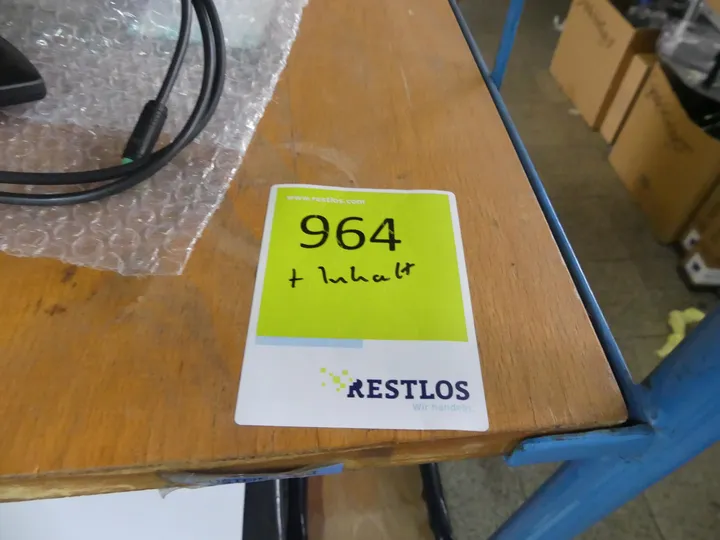 www.restlos.com
964
+ Inhalt
RESTLOS
Wir handeln.